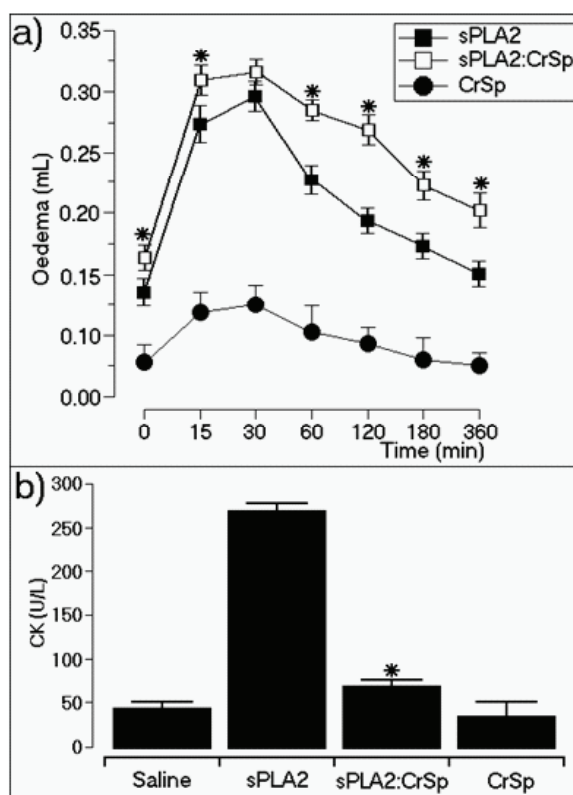 a)
sPLA2
sPLA2:CrSp
CrSp
Oedema (mL)
0.35
0.30
0.25
0.20
0.15
0.10
0.00
0 15 30 60 120 180 360
Time (min)
b)
CK (U/L)
300
250
200
150
100
50
0
Saline sPLA2 sPLA2:CrSp CrSp